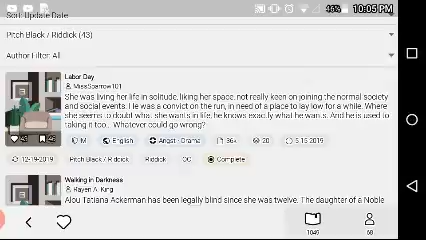 Sort: Update Date
46% 10:05 PM
Pitch Black / Riddick (43)
Author Filter: All
Labor Day
MissSparrow101
She was living her life in solitude, liking her space, not really keen on joining the normal society
and social events. He was a convict on the run, in need of a place to lay low for a while. Where
she seems to doubt what she wants in life, he knows exactly what he wants. And he is used to
taking it too... Whatever could go wrong?
M English Angst · Drama 36k 20 5-15-2019
12-19-2019 Pitch Black / Riddick Riddick OC Complete
Walking in Darkness
Rayen A. King
Alou Tatiana Ackerman has been legally blind since she was twelve. The daughter of a Noble
1049 68